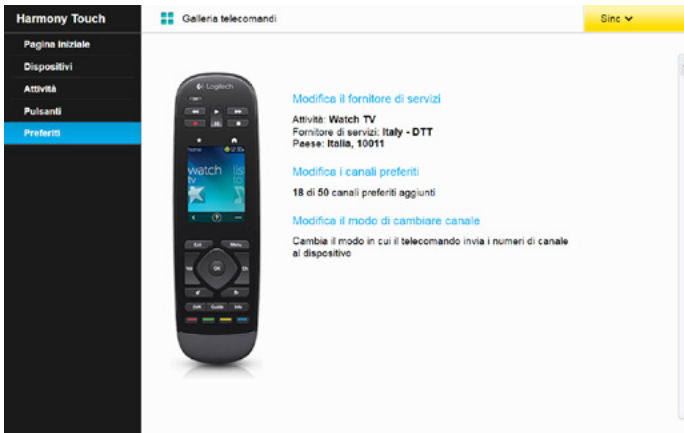 Harmony Touch
Galleria telecomandi
Sinc
Pagina Iniziale
Dispositivi
Attività
Pulsanti
Preferiti
Logitech
watch lis
tv
Exit Menu
Vol OK Ch
DVR Guide Info
Modifica il fornitore di servizi
Attività: Watch TV
Fornitore di servizi: Italy - DTT
Paese: Italia, 10011
Modifica i canali preferiti
18 di 50 canali preferiti aggiunti
Modifica il modo di cambiare canale
Cambia il modo in cui il telecomando invia i numeri di canale
al dispositivo